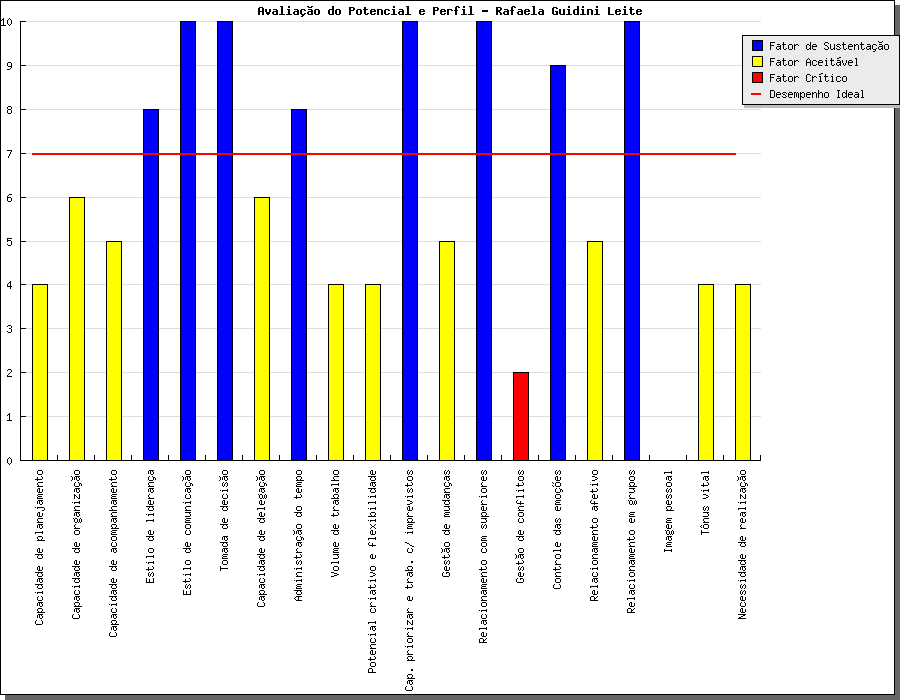 Avaliação do Potencial e Perfil - Rafaela Guidini Leite
10
9
8
7
6
5
4
3
2
1
0
Fator de Sustentação
Fator Aceitável
Fator Crítico
Desempenho Ideal
Capacidade de planejamento
Capacidade de organização
Capacidade de acompanhamento
Estilo de liderança
Estilo de comunicação
Tomada de decisão
Capacidade de delegação
Administração do tempo
Volume de trabalho
Potencial criativo e flexibilidade
Cap. priorizar e trab. c/ imprevistos
Gestão de mudanças
Relacionamento com superiores
Gestão de conflitos
Controle das emoções
Relacionamento afetivo
Relacionamento em grupos
Imagem pessoal
Tônus vital
Necessidade de realização